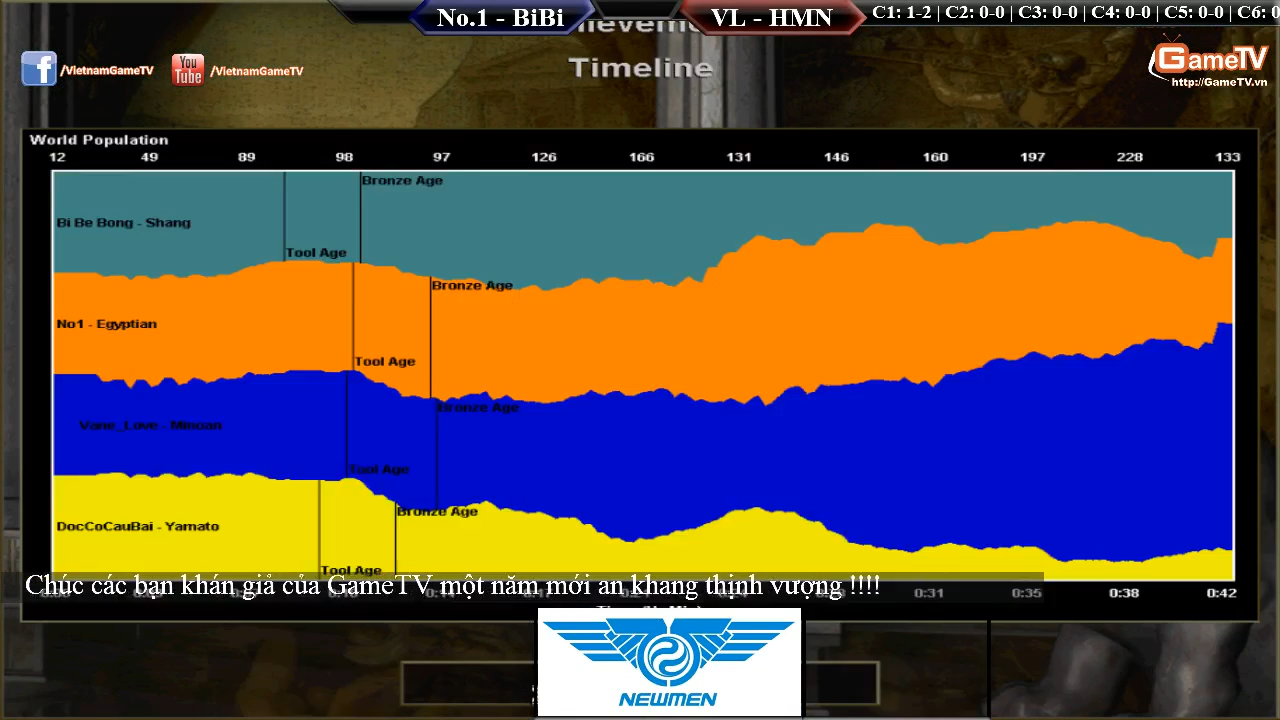 No.1 - BiBi
VL - HMN
C1: 1-2 | C2: 0-0 | C3: 0-0 | C4: 0-0 | C5: 0-0 | C6: 0
/VietnamGameTV
You Tube /VietnamGameTV
Timeline
GameTV
http://GameTV.vn
World Population
12 49 89 98 97 126 166 131 146 160 197 228 133
Bronze Age
Bi Be Bong - Shang
Tool Age
Bronze Age
No1 - Egyptian
Tool Age
Bronze Age
Vane_Love - Minoan
Tool Age
Bronze Age
DocCoCauBai - Yamato
Tool Age
Chúc các bạn khán giả của GameTV một năm mới an khang thịnh vượng !!!!
0:31 0:35 0:38 0:42
NEWMEN